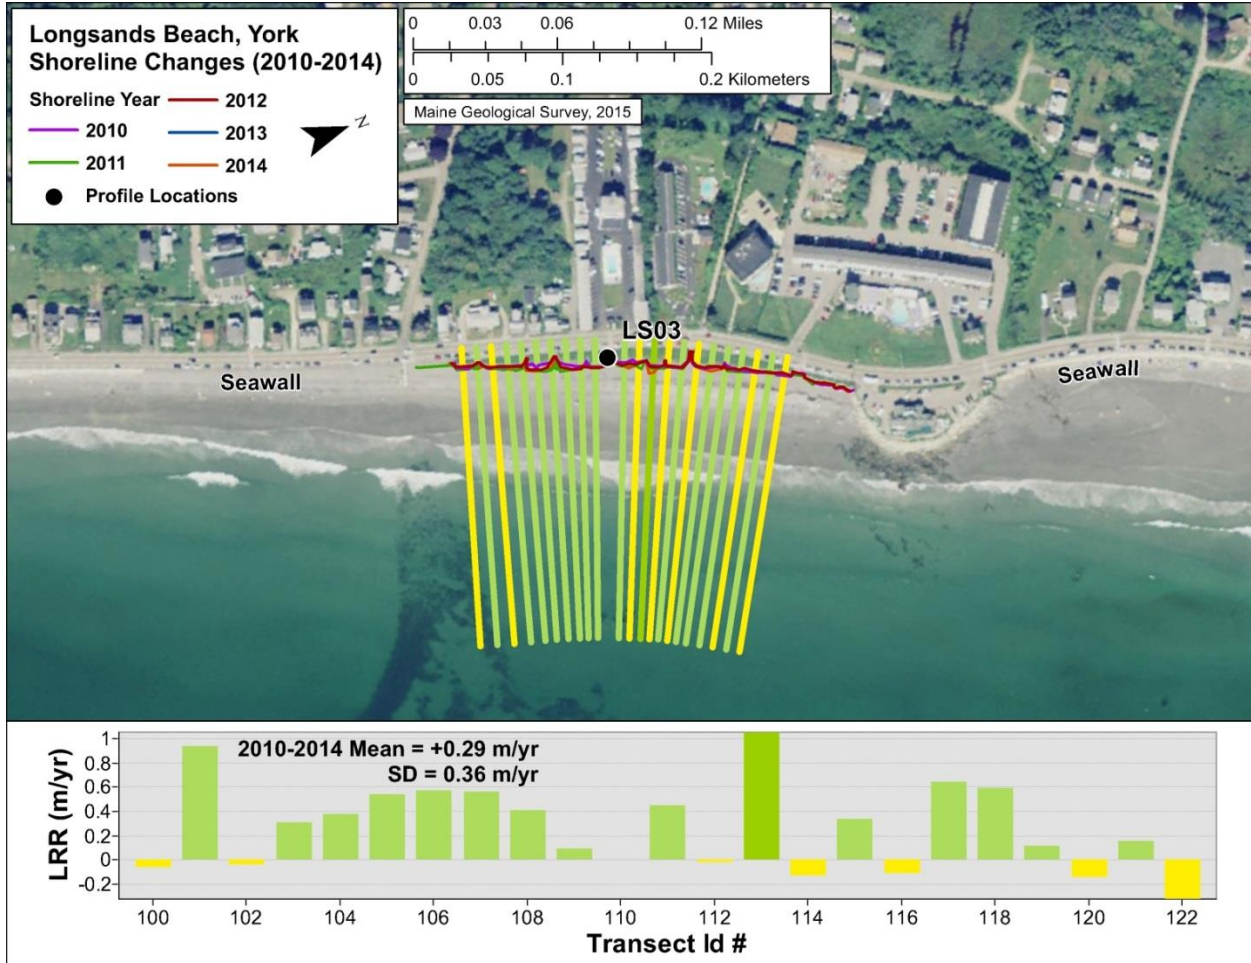 Longsands Beach, York
Shoreline Changes (2010-2014)
Shoreline Year
2010
2011
2012
2013
2014
Profile Locations
N
0 0.03 0.06 0.12 Miles
0 0.05 0.1 0.2 Kilometers
Maine Geological Survey, 2015
LS03
Seawall
Seawall
2010-2014 Mean = +0.29 m/yr
SD = 0.36 m/yr
LRR (m/yr)
1
0.8
0.6
0.4
0.2
0
-0.2
100 102 104 106 108 110 112 114 116 118 120 122
Transect Id #